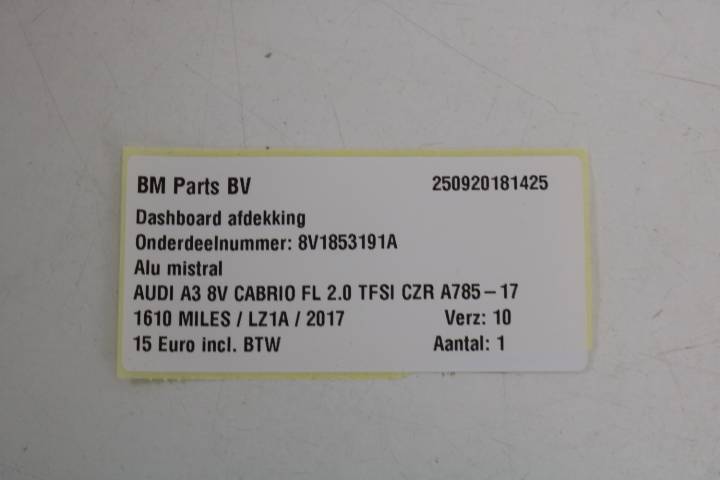 BM Parts BV 250920181425
Dashboard afdekking
Onderdeelnummer: 8V1853191A
Alu mistral
AUDI A3 8V CABRIO FL 2.0 TFSI CZR A785-17
1610 MILES / LZ1A / 2017 Verz: 10
15 Euro incl. BTW Aantal: 1